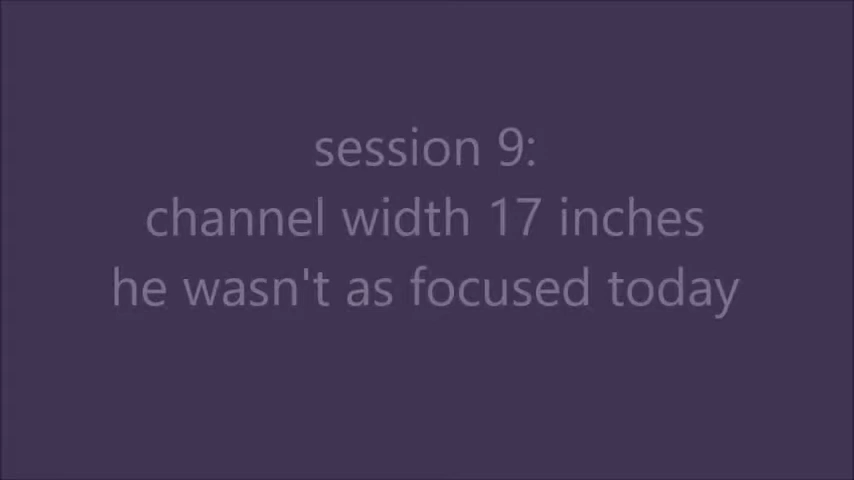 session 9:
channel width 17 inches
he wasn't as focused today